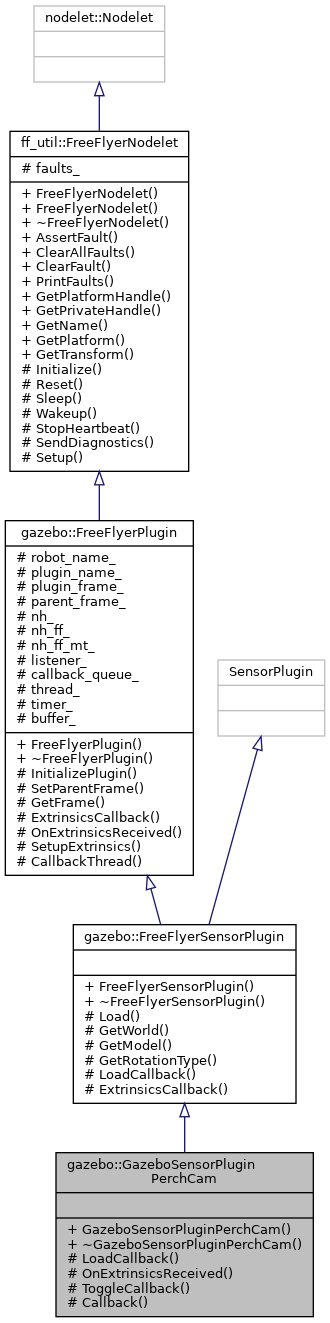 nodelet::Nodelet
ff_util::FreeFlyerNodelet
# faults_
+ FreeFlyerNodelet()
+ FreeFlyerNodelet()
+ ~FreeFlyerNodelet()
+ AssertFault()
+ ClearAllFaults()
+ ClearFault()
+ PrintFaults()
+ GetPlatformHandle()
+ GetPrivateHandle()
+ GetName()
+ GetPlatform()
+ GetTransform()
# Initialize()
# Reset()
# Sleep()
# Wakeup()
# StopHeartbeat()
# SendDiagnostics()
# Setup()
gazebo::FreeFlyerPlugin
# robot_name_
# plugin_name_
# plugin_frame_
# parent_frame_
# nh_
# nh_ff_
# nh_ff_mt_
# listener_
# callback_queue_
# thread_
# timer_
# buffer_
+ FreeFlyerPlugin()
+ ~FreeFlyerPlugin()
# InitializePlugin()
# SetParentFrame()
# GetFrame()
# ExtrinsicsCallback()
# OnExtrinsicsReceived()
# SetupExtrinsics()
# CallbackThread()
SensorPlugin
gazebo::FreeFlyerSensorPlugin
+ FreeFlyerSensorPlugin()
+ ~FreeFlyerSensorPlugin()
# Load()
# GetWorld()
# GetModel()
# GetRotationType()
# LoadCallback()
# ExtrinsicsCallback()
gazebo::GazeboSensorPlugin
PerchCam
+ GazeboSensorPluginPerchCam()
+ ~GazeboSensorPluginPerchCam()
# LoadCallback()
# OnExtrinsicsReceived()
# ToggleCallback()
# Callback()